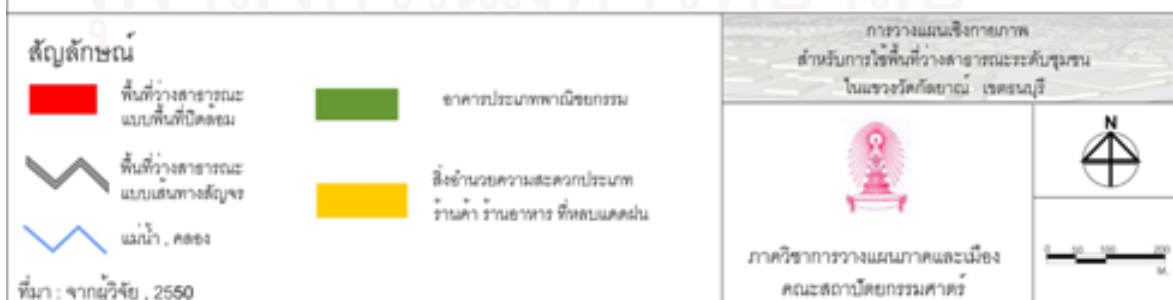 สัญลักษณ์
พื้นที่ว่างสาธารณะ
แบบพื้นที่ปิดล้อม
พื้นที่ว่างสาธารณะ
แบบเส้นทางสัญจร
แม่น้ำ , คลอง
ที่มา : จากผู้วิจัย , 2550
อาคารประเภทพาณิชยกรรม
สิ่งอำนวยความสะดวกประเภท
ร้านค้า ร้านอาหาร ที่หลบแดดฝน
การวางแผนเชิงกายภาพ
สำหรับการใช้พื้นที่ว่างสาธารณะระดับชุมชน
ในแขวงวัดกัลยาณ์ เขตธนบุรี
ภาควิชาการวางแผนภาคและเมือง
คณะสถาปัตยกรรมศาตร์
N
0 50 100 200
ม.